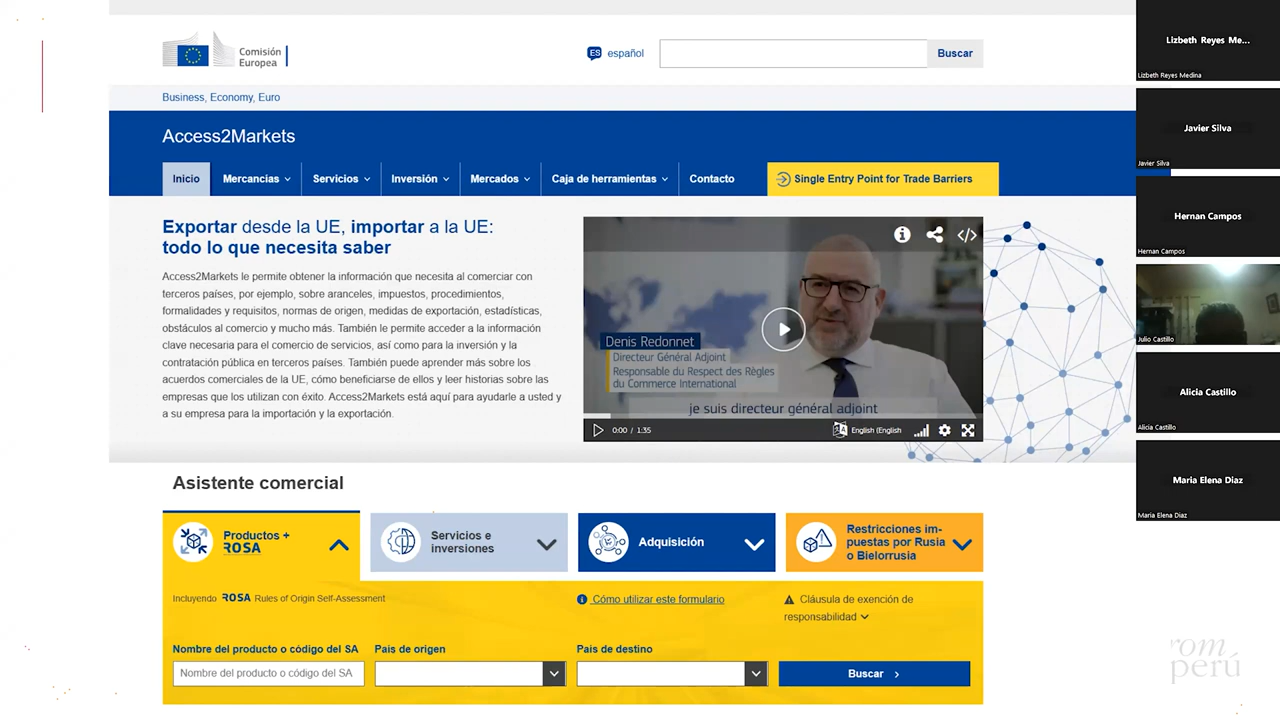 Comisión
Europea
ES español
Buscar
Business, Economy, Euro
Access2Markets
Inicio
Mercancías
Servicios
Inversión
Mercados
Caja de herramientas
Contacto
Single Entry Point for Trade Barriers
Exportar desde la UE, importar a la UE:
todo lo que necesita saber
Access2Markets le permite obtener la información que necesita al comerciar con
terceros países, por ejemplo, sobre aranceles, impuestos, procedimientos,
formalidades y requisitos, normas de origen, medidas de exportación, estadísticas,
obstáculos al comercio y mucho más. También le permite acceder a la información
clave necesaria para el comercio de servicios, así como para la inversión y la
contratación pública en terceros países. También puede aprender más sobre los
acuerdos comerciales de la UE, cómo beneficiarse de ellos y leer historias sobre las
empresas que los utilizan con éxito. Access2Markets está aquí para ayudarle a usted y
a su empresa para la importación y la exportación.
Denis Redonnet
Directeur Général Adjoint
Responsable du Respect des Règles
du Commerce International
je suis directeur général adjoint
0:00 / 1:35
English (English
Asistente comercial
Productos +
ROSA
Servicios e
inversiones
Adquisición
Restricciones im-
puestas por Rusia
o Bielorrusia
Incluyendo ROSA Rules of Origin Self-Assessment
Cómo utilizar este formulario
Cláusula de exención de
responsabilidad
Nombre del producto o código del SA
País de origen
País de destino
Nombre del producto o código del SA
Buscar
Lizbeth Reyes Me...
Lizbeth Reyes Medina
Javier Silva
Javier Silva
Hernan Campos
Hernan Campos
Julio Castillo
Alicia Castillo
Alicia Castillo
Maria Elena Diaz
Maria Elena Diaz
rom
perú